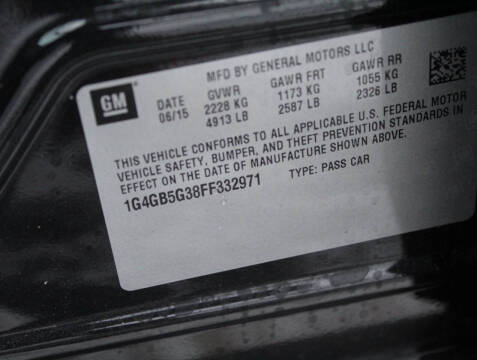 MFD BY GENERAL MOTORS LLC
GM DATE GVWR GAWR FRT GAWR RR
06/15 2228 KG 1173 KG 1055 KG
4913 LB 2587 LB 2326 LB
THIS VEHICLE CONFORMS TO ALL APPLICABLE U.S. FEDERAL MOTOR
VEHICLE SAFETY, BUMPER, AND THEFT PREVENTION STANDARDS IN
EFFECT ON THE DATE OF MANUFACTURE SHOWN ABOVE.
1G4GB5G38FF332971 TYPE: PASS CAR